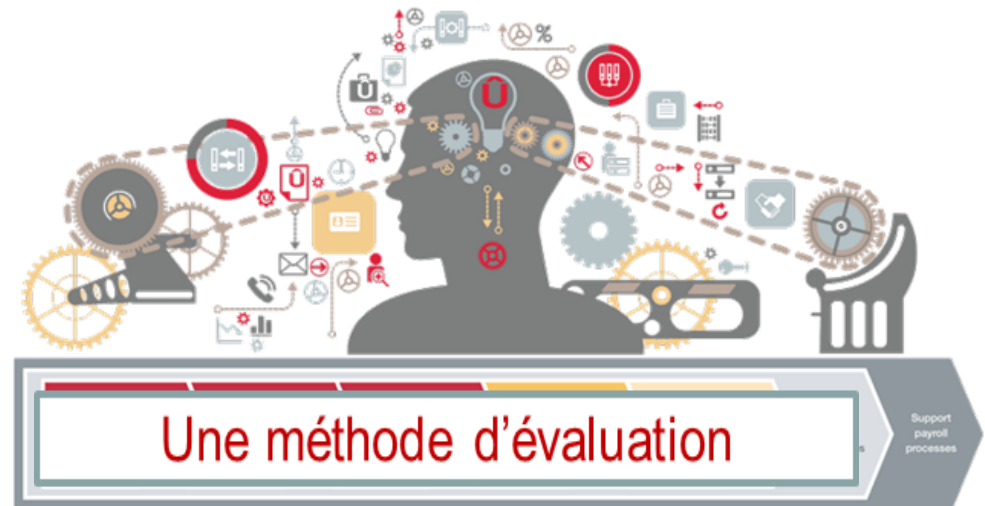 %
Une méthode d'évaluation
s
Support
payroll
processes